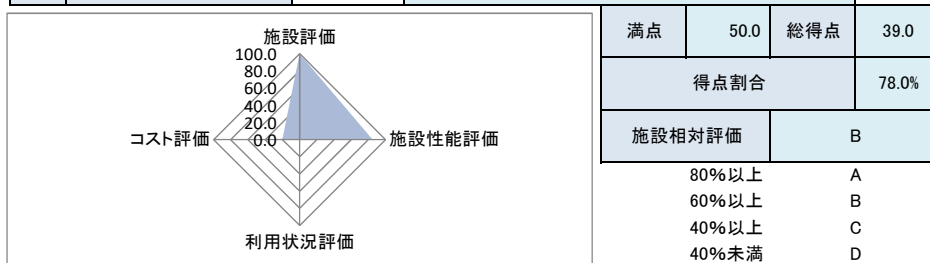 施設評価
100.0
80.0
60.0
40.0
20.0
0.0
コスト評価
施設性能評価
利用状況評価
満点 50.0 総得点 39.0
得点割合 78.0%
施設相対評価 B
80%以上 A
60%以上 B
40%以上 C
40%未満 D